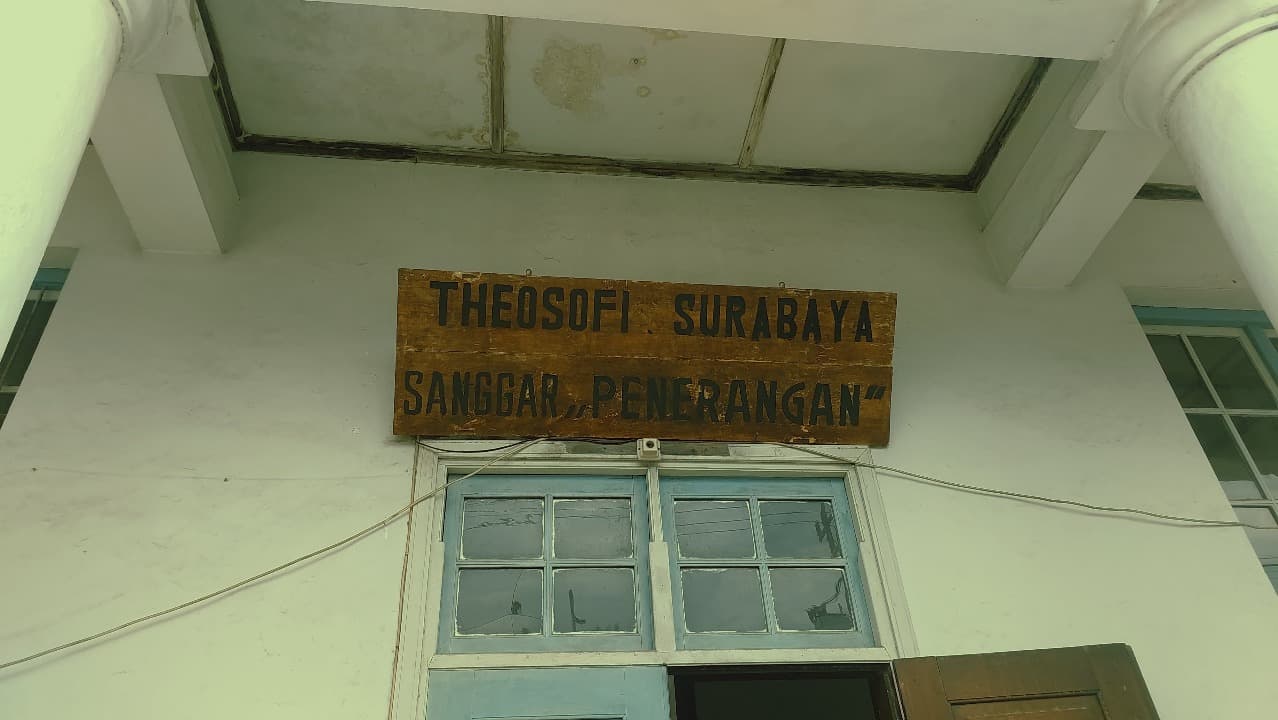 THEOSOFI SURABAYA
SANGGAR „PENERANGAN”